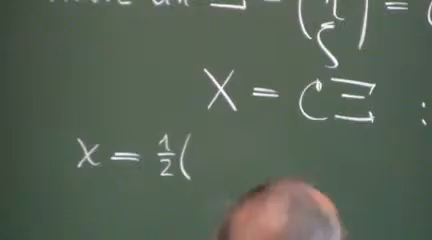 Ξ = ( η ζ ) = (
X = CΞ :
x = 1/2 (